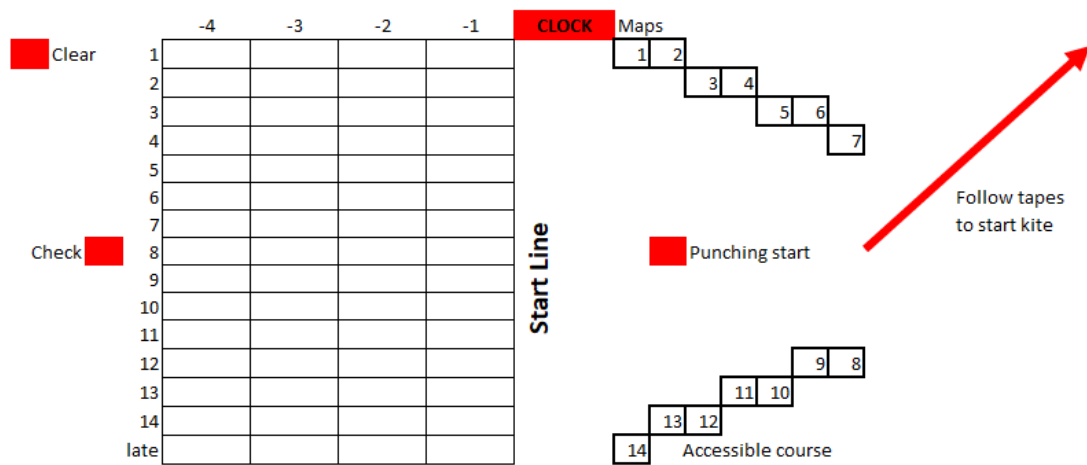 -4 -3 -2 -1 CLOCK Maps
Clear 1 1 2
2 3 4
3 5 6
4 7
5
6
Follow tapes
to start kite
7
Check 8 Punching start
Start Line
9
10
11
12 9 8
13 11 10
14 13 12
late 14 Accessible course